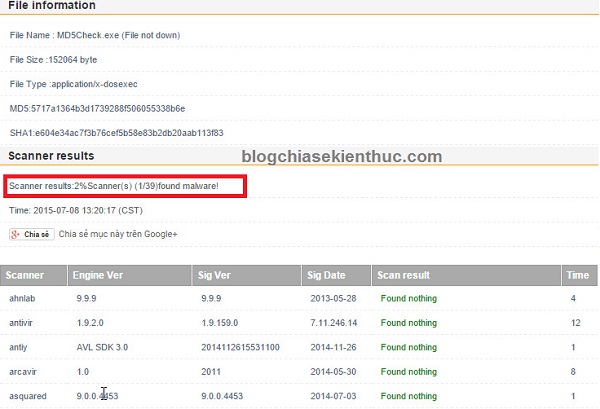 File information
File Name : MD5Check.exe (File not down)
File Size :152064 byte
File Type :application/x-dosexec
MD5:5717a1364b3d1739288f506055338b6e
SHA1:e604e34ac7f3b76cef5b58e83b2db20aab113f83
Scanner results
blogchiasekienthuc.com
Scanner results:2%Scanner(s) (1/39)found malware!
Time: 2015-07-08 13:20:17 (CST)
g+ Chia sẻ Chia sẻ mục này trên Google+
Scanner Engine Ver Sig Ver Sig Date Scan result Time
ahnlab 9.9.9 9.9.9 2013-05-28 Found nothing 4
antivir 1.9.2.0 1.9.159.0 7.11.246.14 Found nothing 12
antiy AVL SDK 3.0 2014112615531100 2014-11-26 Found nothing 1
arcavir 1.0 2011 2014-05-30 Found nothing 8
asquared 9.0.0.4453 9.0.0.4453 2014-07-03 Found nothing 1